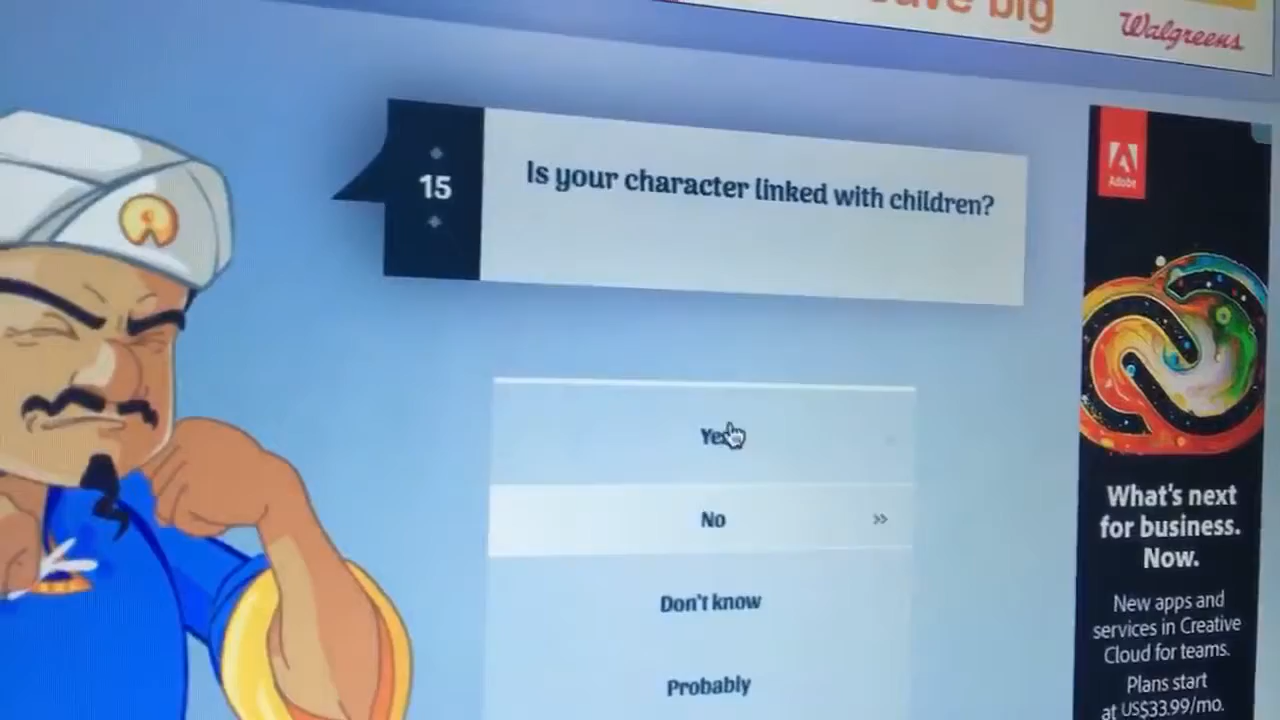 save big
Walgreens
15
Is your character linked with children?
Yes
No
Don't know
Probably
Adobe
What's next
for business.
Now.
New apps and
services in Creative
Cloud for teams.
Plans start
at US$33.99/mo.